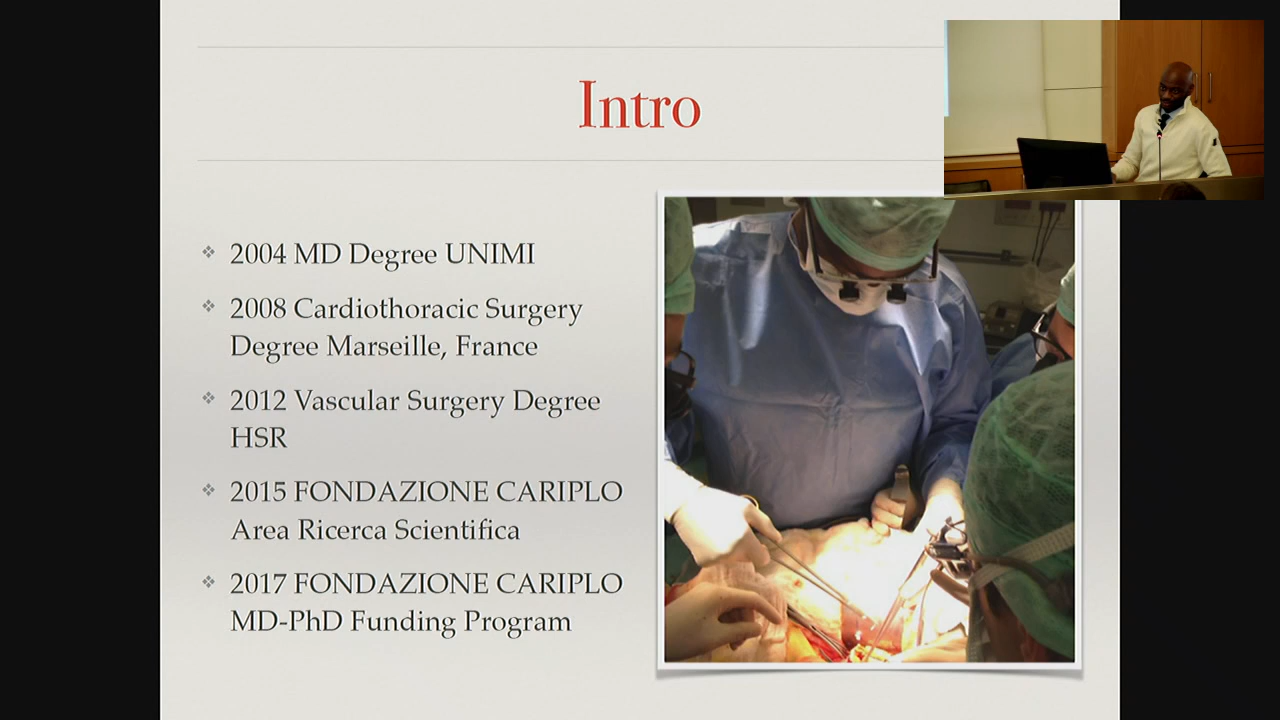 Intro
2004 MD Degree UNIMI
2008 Cardiothoracic Surgery
Degree Marseille, France
2012 Vascular Surgery Degree
HSR
2015 FONDAZIONE CARIPLO
Area Ricerca Scientifica
2017 FONDAZIONE CARIPLO
MD-PhD Funding Program